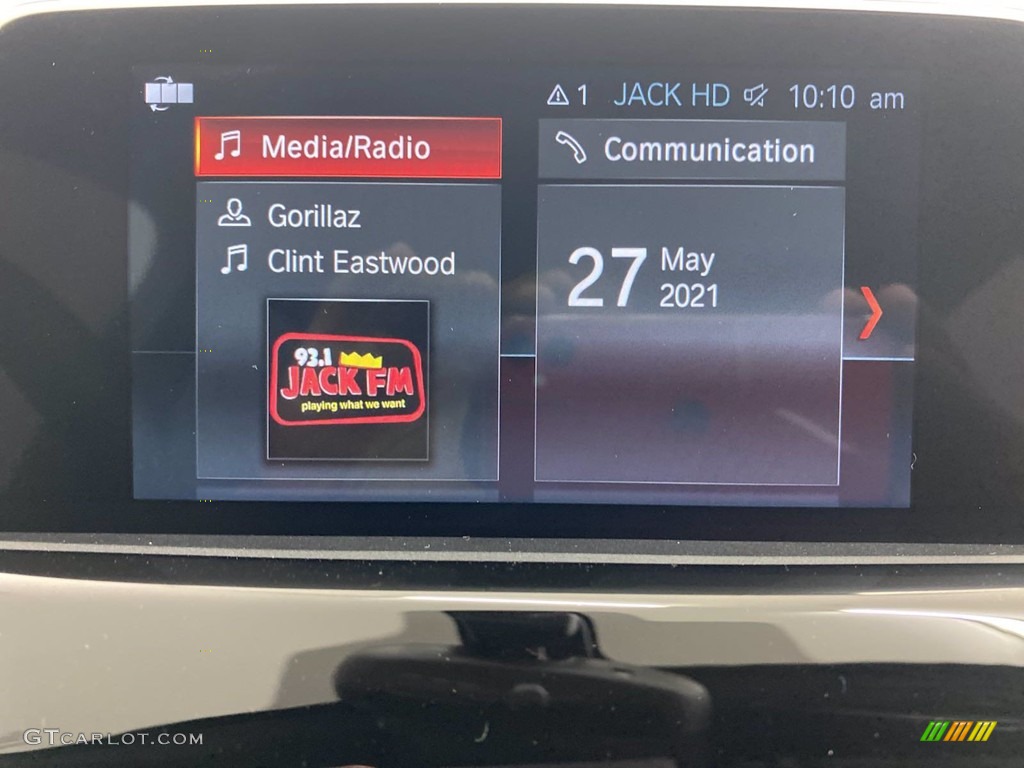 1 JACK HD 10:10 am
Media/Radio
Communication
Gorillaz
Clint Eastwood
93.1
JACK FM
playing what we want
27 May
2021
GTcarlot.com